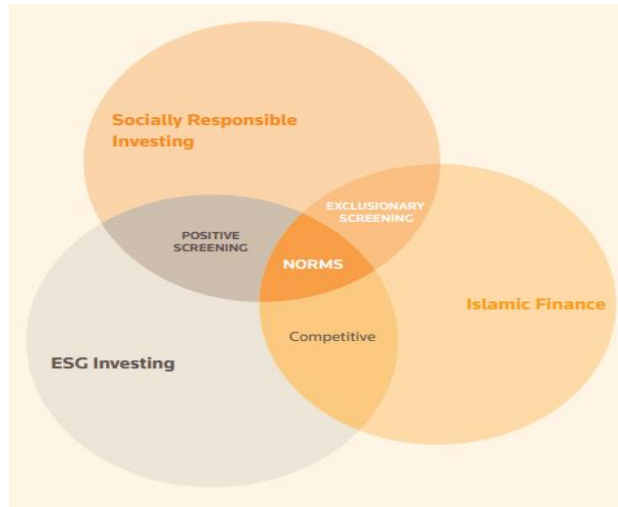 Socially Responsible
Investing
EXCLUSIONARY
SCREENING
POSITIVE
SCREENING
NORMS
Islamic Finance
Competitive
ESG Investing